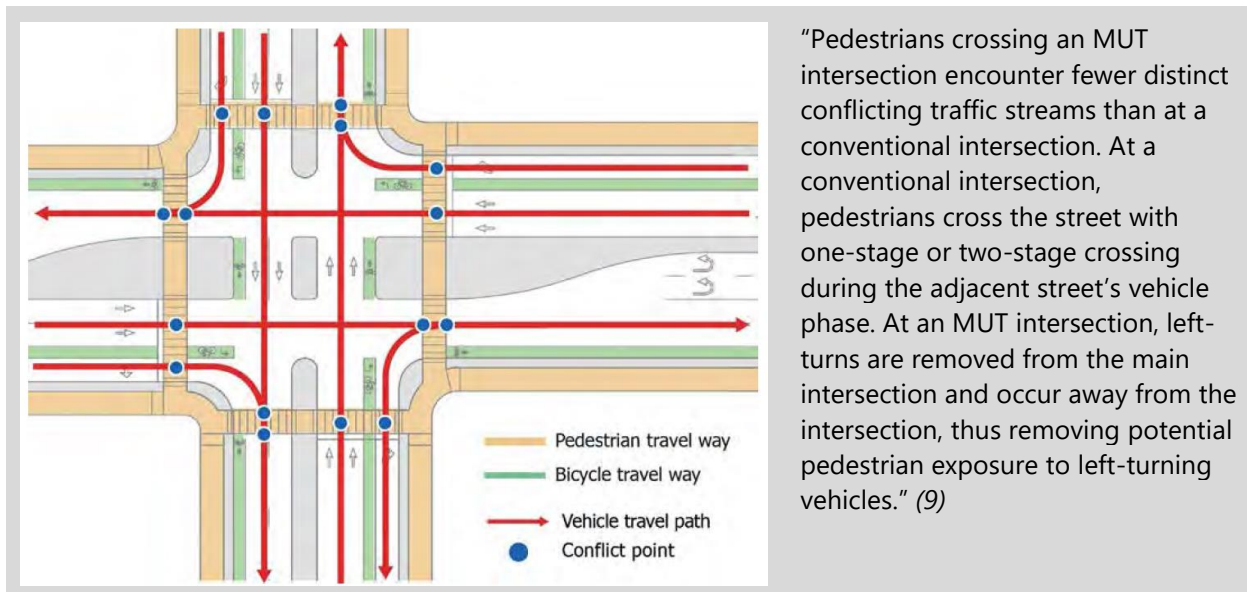 “Pedestrians crossing an MUT
intersection encounter fewer distinct
conflicting traffic streams than at a
conventional intersection. At a
conventional intersection,
pedestrians cross the street with
one-stage or two-stage crossing
during the adjacent street’s vehicle
phase. At an MUT intersection, left-
turns are removed from the main
intersection and occur away from the
intersection, thus removing potential
pedestrian exposure to left-turning
vehicles.” (9)
Pedestrian travel way
Bicycle travel way
Vehicle travel path
Conflict point